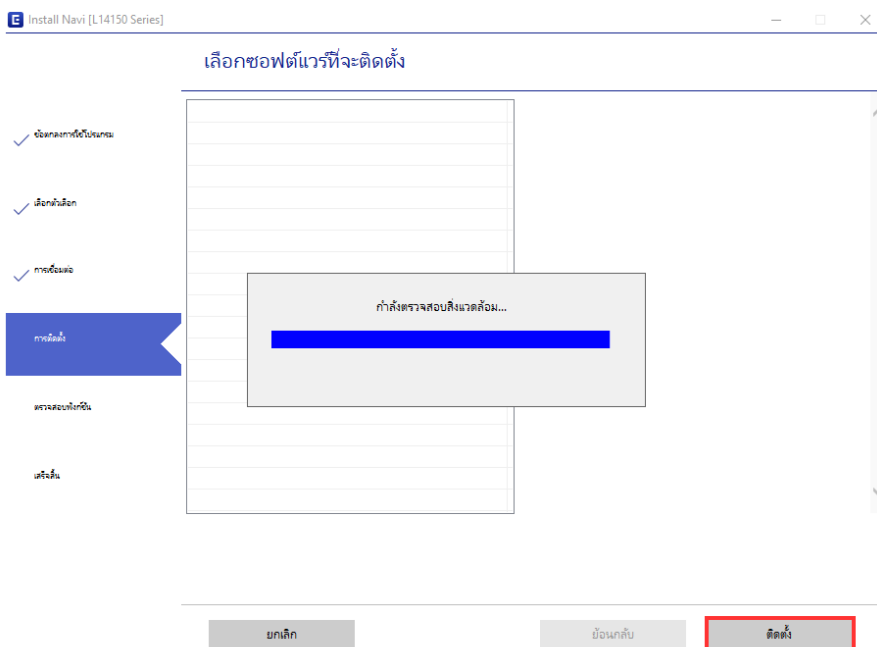 Install Navi [L14150 Series]
เลือกซอฟต์แวร์ที่จะติดตั้ง
ข้อตกลงการใช้โปรแกรม
เลือกตัวเลือก
การเชื่อมต่อ
กำลังตรวจสอบสิ่งแวดล้อม...
การติดตั้ง
ตรวจสอบฟังก์ชัน
เสร็จสิ้น
ยกเลิก
ย้อนกลับ
ติดตั้ง